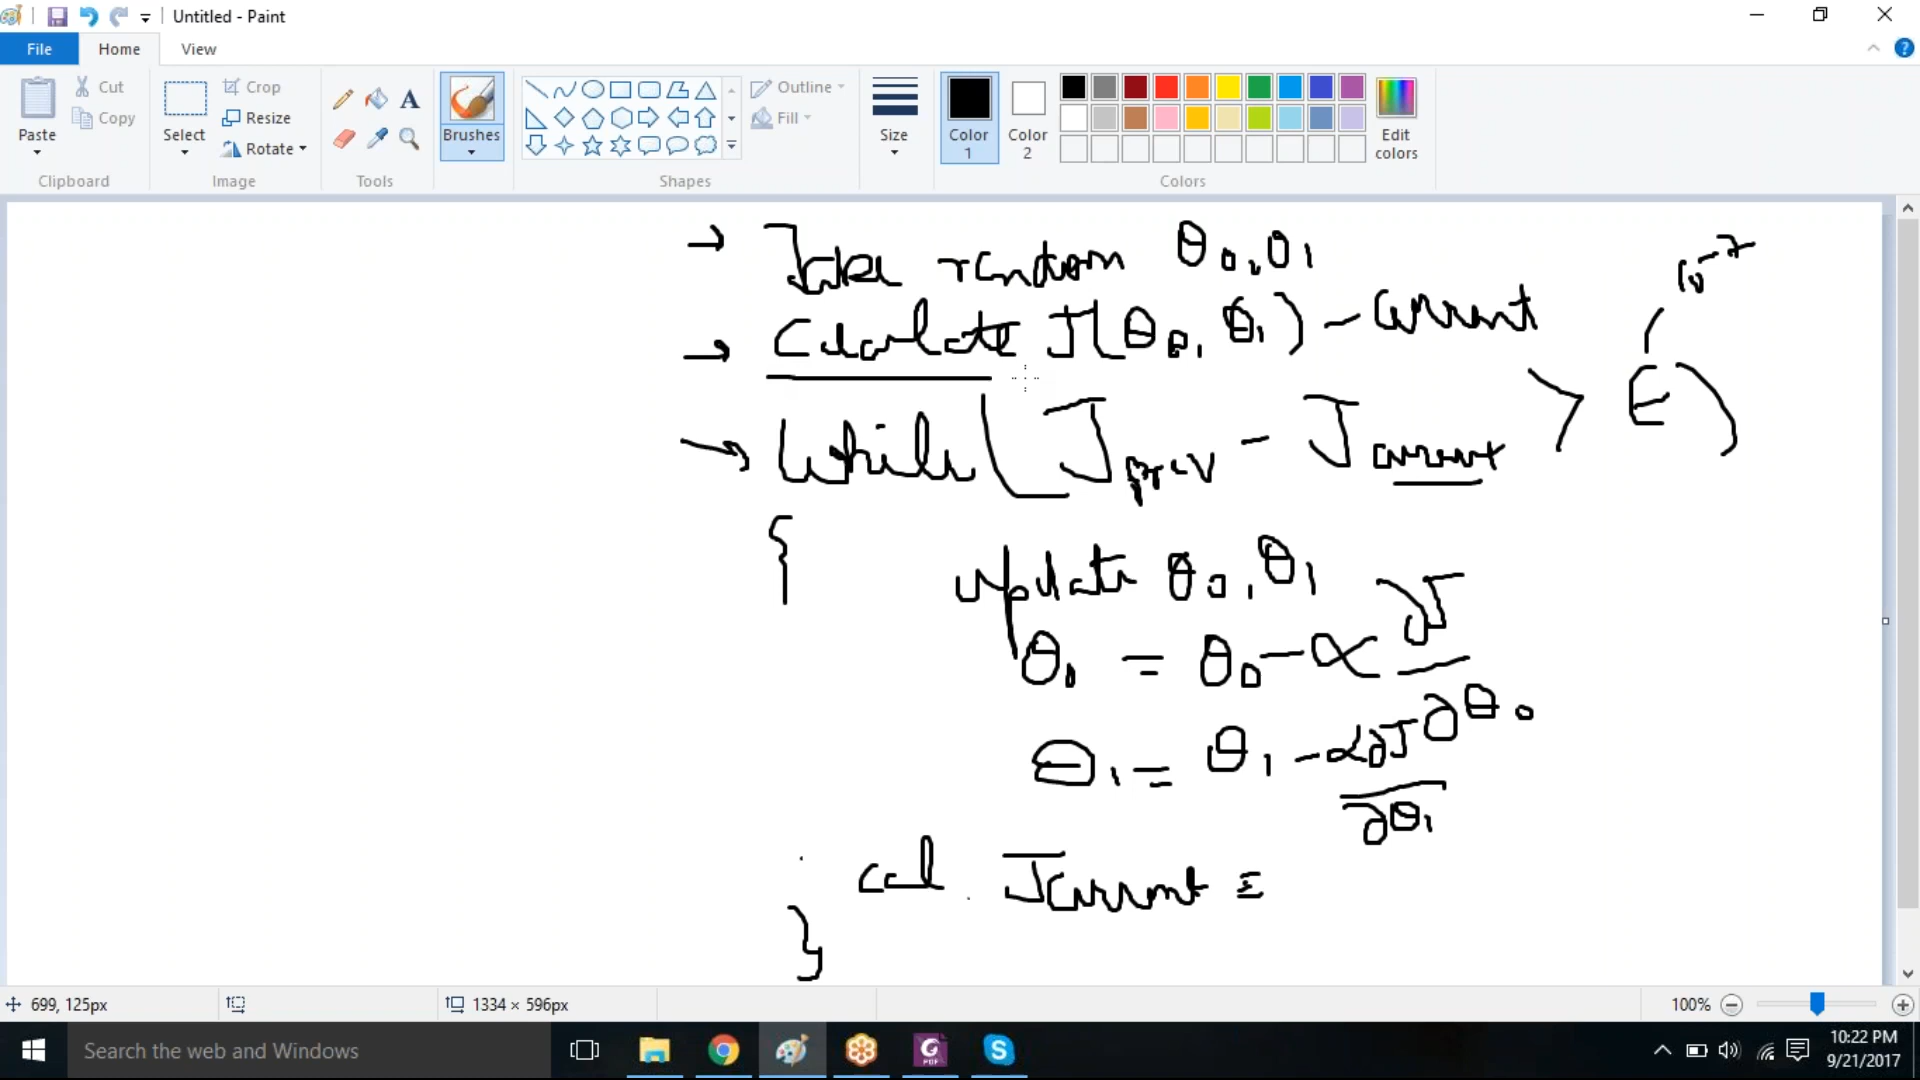 Untitled - Paint
File Home View
Paste
Cut
Copy
Clipboard
Select
Crop
Resize
Rotate
Image
A
Tools
Brushes
Outline
Fill
Shapes
Size
Color 1
Color 2
Edit colors
Colors
→ Take random θ0, θ1
→ Calculate J(θ0, θ1) - current
10^-7
→ While (Jprev - Jcurrent > E)
{
update θ0, θ1
θ0 = θ0 - α ∂J/∂θ0
θ1 = θ1 - α∂J/∂θ1
cal. Jcurrent =
}
699, 125px
1334 × 596px
100%
Search the web and Windows
10:22 PM
9/21/2017